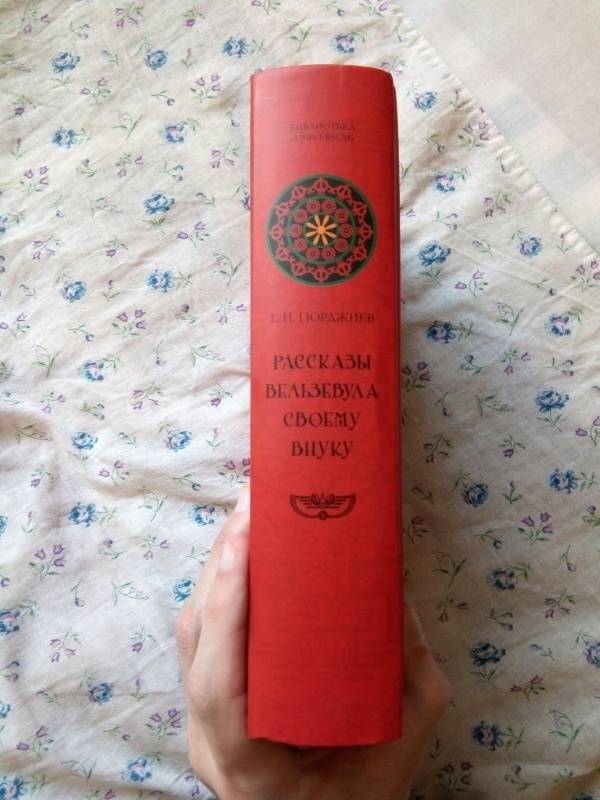 БИБЛИОТЕКА
«UNIVERSUM»
Г. И. ГЮРДЖИЕВ
РАССКАЗЫ
ВЕЛЬЗЕВУЛА
СВОЕМУ
ВНУКУ